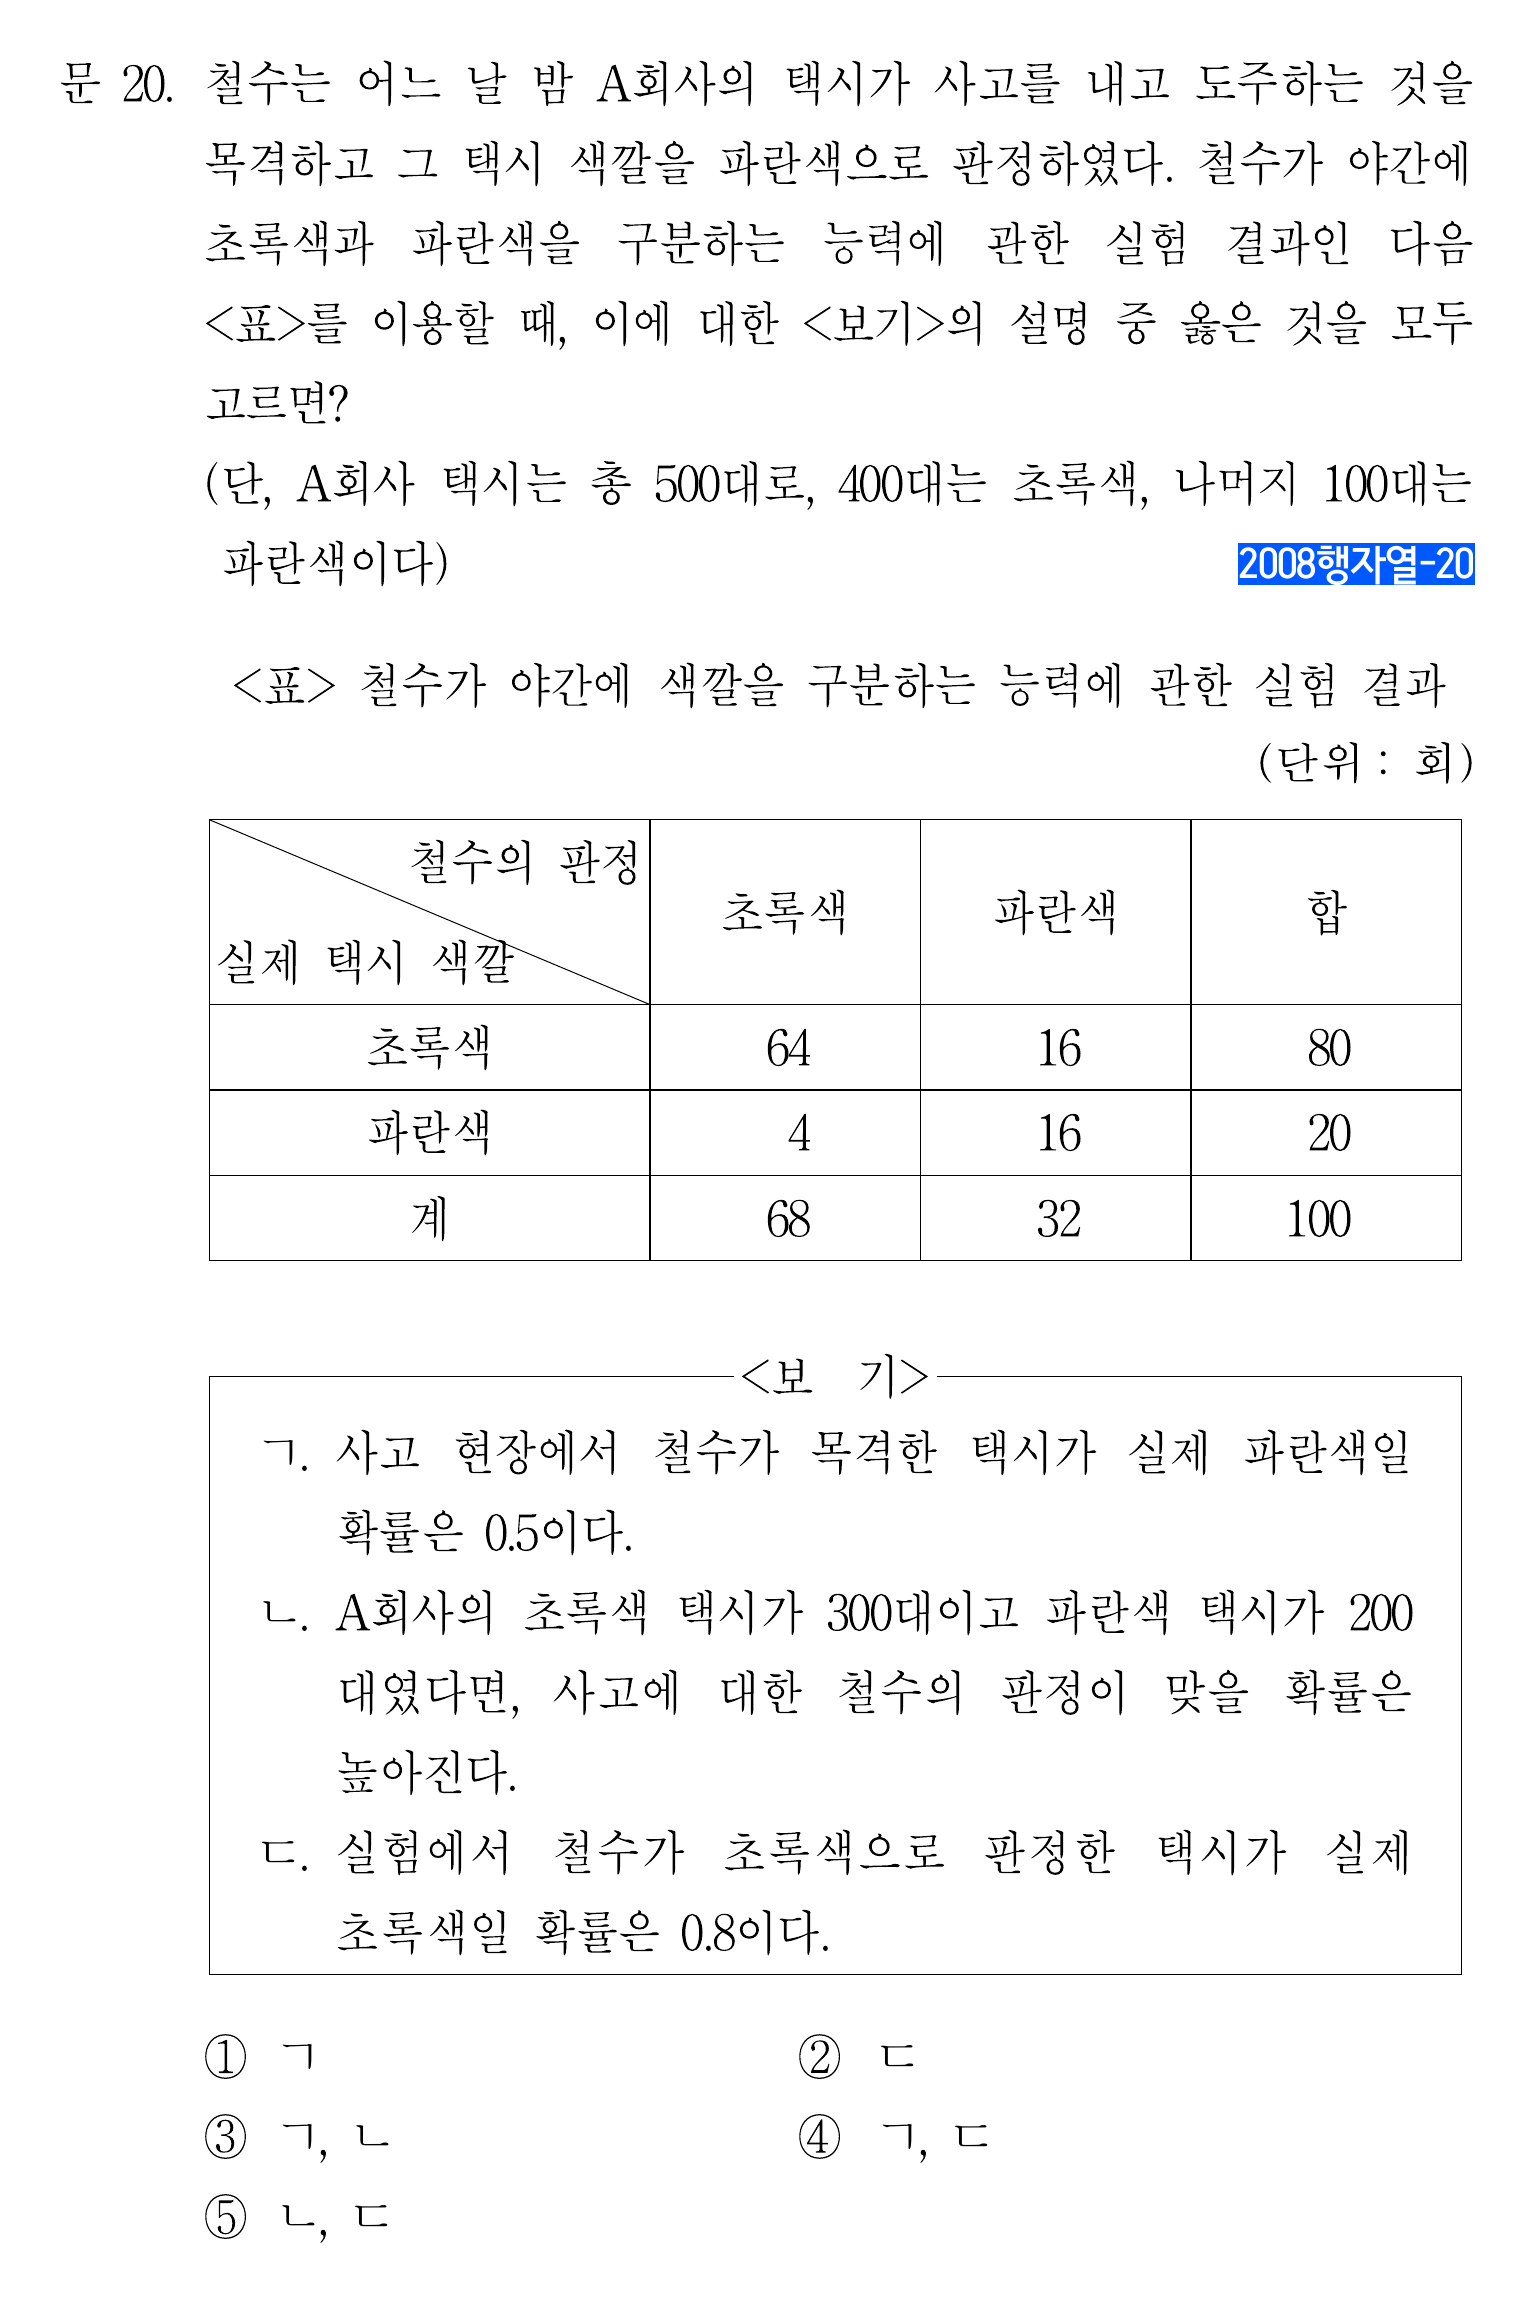 문 20. 철수는 어느 날 밤 A회사의 택시가 사고를 내고 도주하는 것을
목격하고 그 택시 색깔을 파란색으로 판정하였다. 철수가 야간에
초록색과 파란색을 구분하는 능력에 관한 실험 결과인 다음
<표>를 이용할 때, 이에 대한 <보기>의 설명 중 옳은 것을 모두
고르면?
(단, A회사 택시는 총 500대로, 400대는 초록색, 나머지 100대는
파란색이다) 2008행자열-20
<표> 철수가 야간에 색깔을 구분하는 능력에 관한 실험 결과
(단위 : 회)
철수의 판정
실제 택시 색깔
초록색 파란색 합
초록색 64 16 80
파란색 4 16 20
계 68 32 100
<보 기>
ㄱ. 사고 현장에서 철수가 목격한 택시가 실제 파란색일
확률은 0.5이다.
ㄴ. A회사의 초록색 택시가 300대이고 파란색 택시가 200
대였다면, 사고에 대한 철수의 판정이 맞을 확률은
높아진다.
ㄷ. 실험에서 철수가 초록색으로 판정한 택시가 실제
초록색일 확률은 0.8이다.
① ㄱ ② ㄷ
③ ㄱ, ㄴ ④ ㄱ, ㄷ
⑤ ㄴ, ㄷ